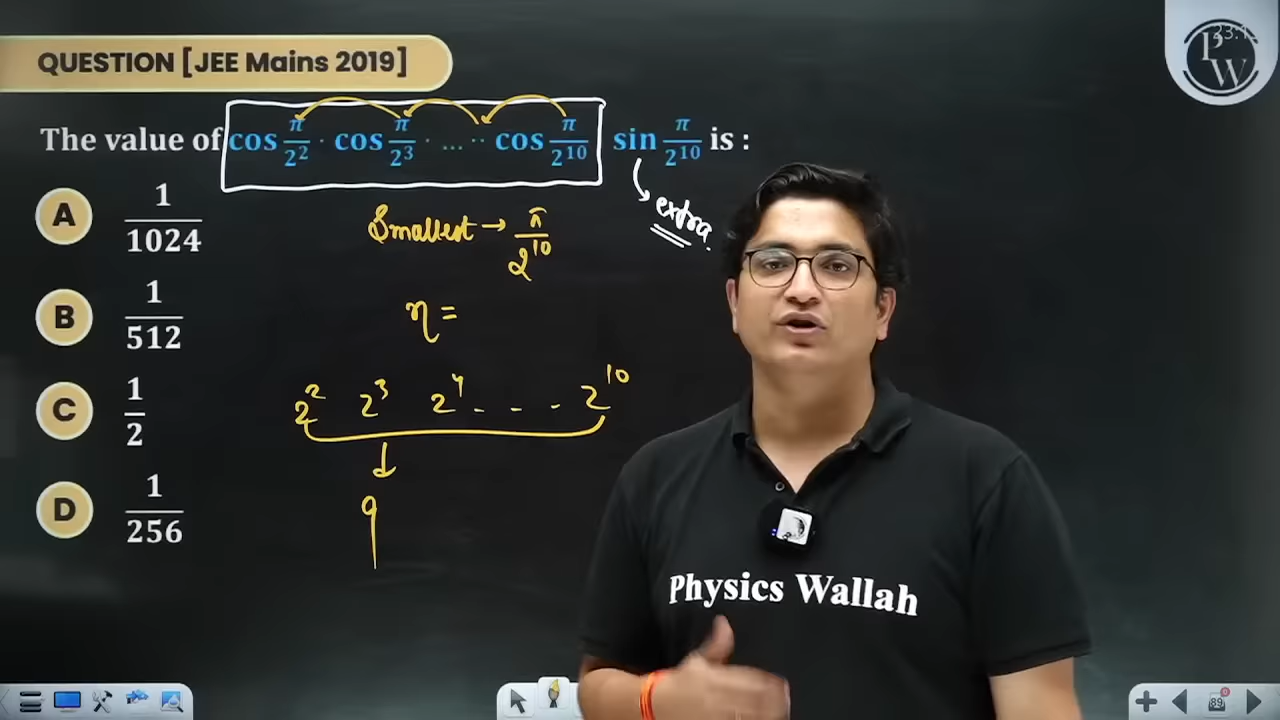 QUESTION [JEE Mains 2019]
The value of cos π/2² · cos π/2³ · ... ·· cos π/2¹⁰ sin π/2¹⁰ is :
extra
A 1/1024
Smallest → π/2¹⁰
B 1/512
η =
C 1/2
2² 2³ 2⁴ - - - 2¹⁰
9
D 1/256
Physics Wallah
PW
89